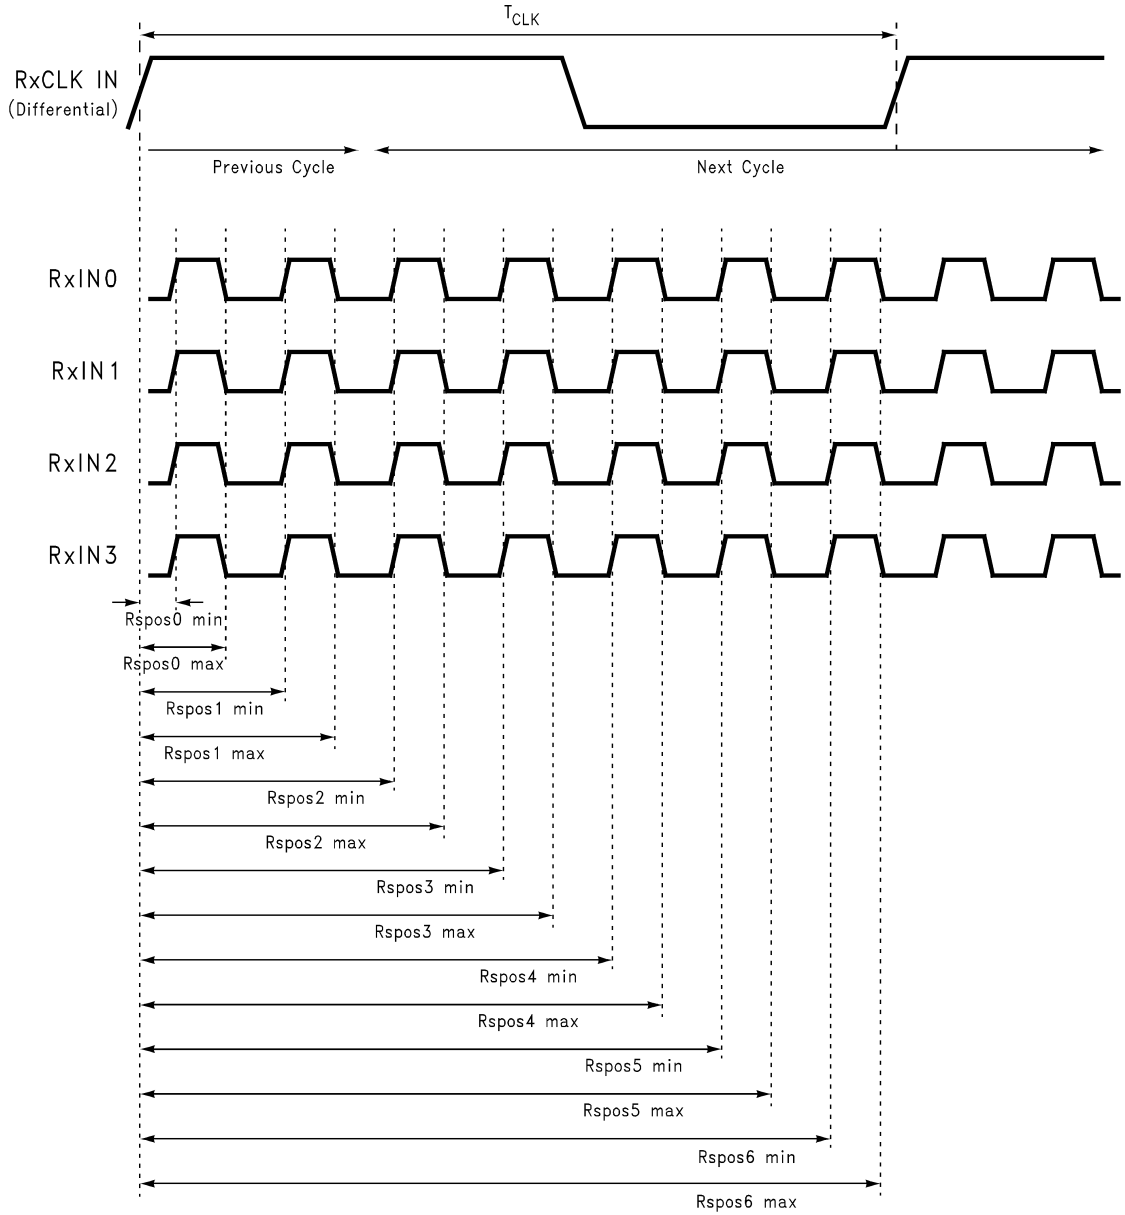 TCLK
RxCLK IN
(Differential)
Previous Cycle
Next Cycle
RxIN0
RxIN1
RxIN2
RxIN3
Rspos0 min
Rspos0 max
Rspos1 min
Rspos1 max
Rspos2 min
Rspos2 max
Rspos3 min
Rspos3 max
Rspos4 min
Rspos4 max
Rspos5 min
Rspos5 max
Rspos6 min
Rspos6 max